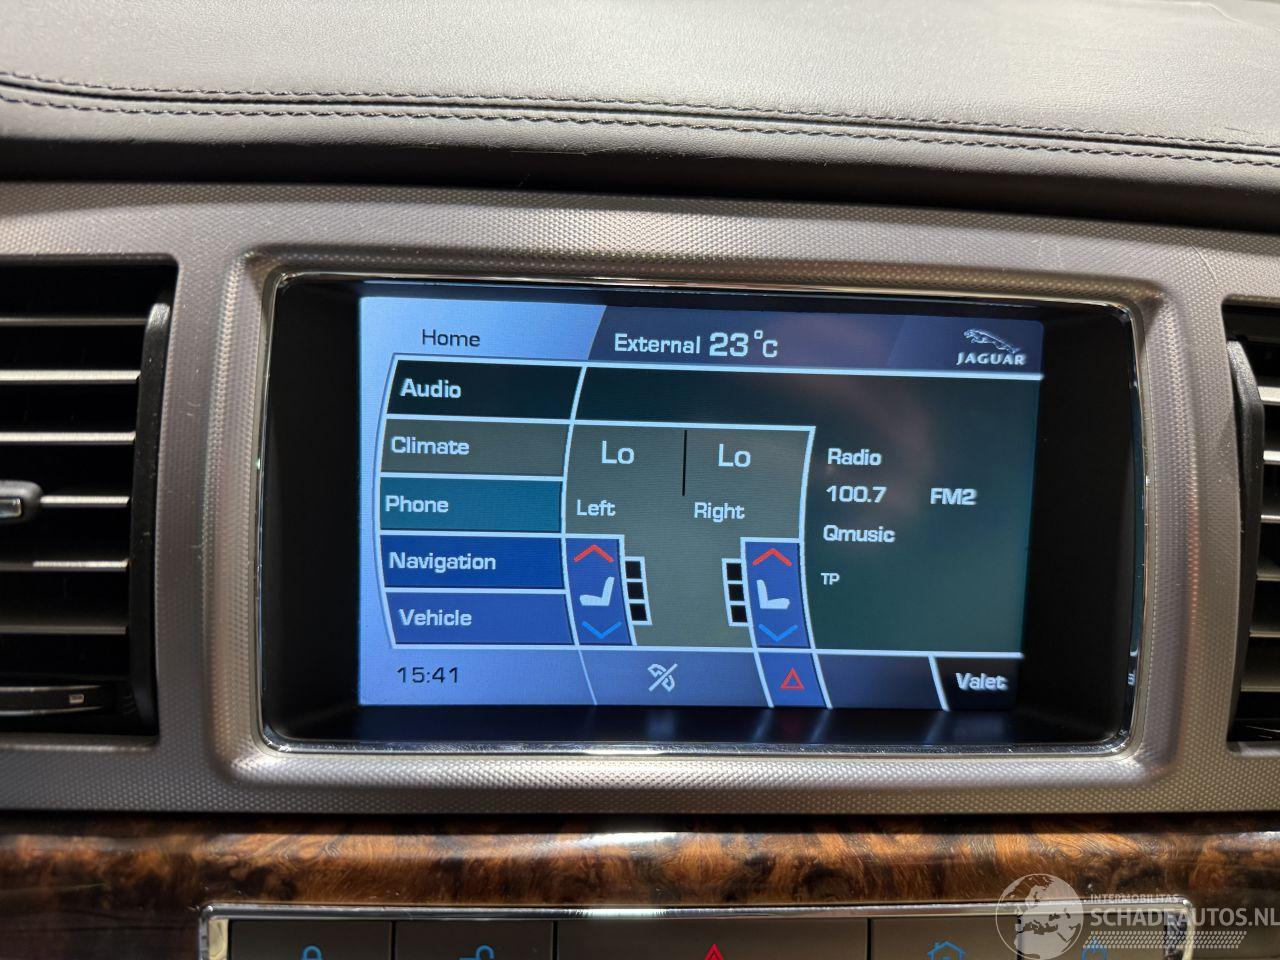 Home
External 23°C
JAGUAR
Audio
Climate
Lo
Lo
Radio
100.7 FM2
Phone
Left
Right
Qmusic
Navigation
TP
Vehicle
15:41
Valet
INTERMOBILITAS
SCHADEAUTOS.NL